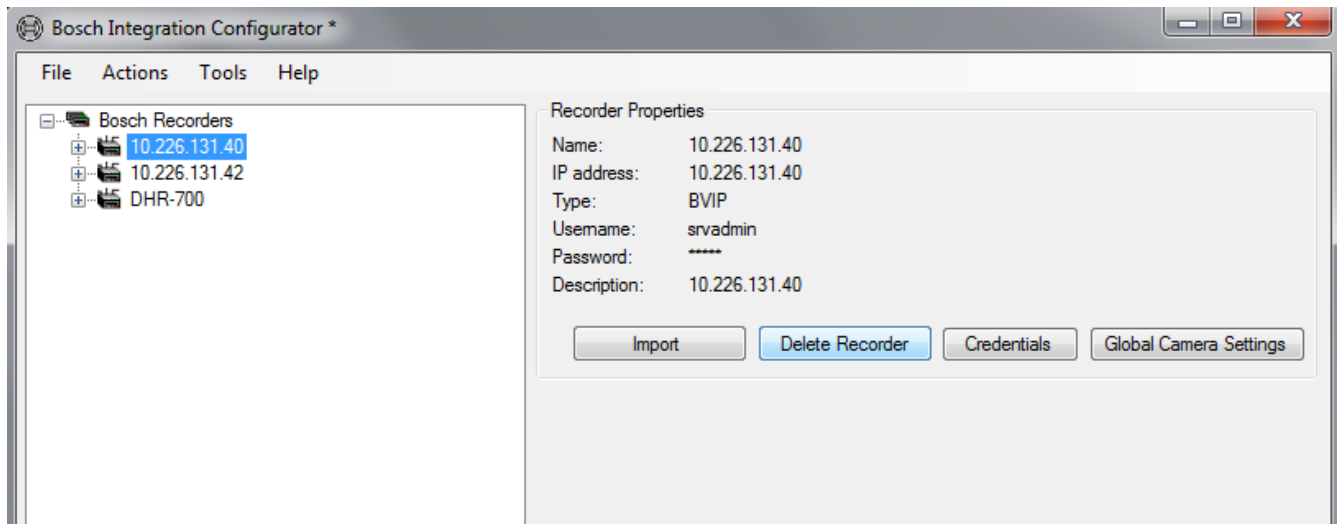 Bosch Integration Configurator *
File Actions Tools Help
Bosch Recorders
10.226.131.40
10.226.131.42
DHR-700
Recorder Properties
Name: 10.226.131.40
IP address: 10.226.131.40
Type: BVIP
Username: srvadmin
Password: *****
Description: 10.226.131.40
Import Delete Recorder Credentials Global Camera Settings